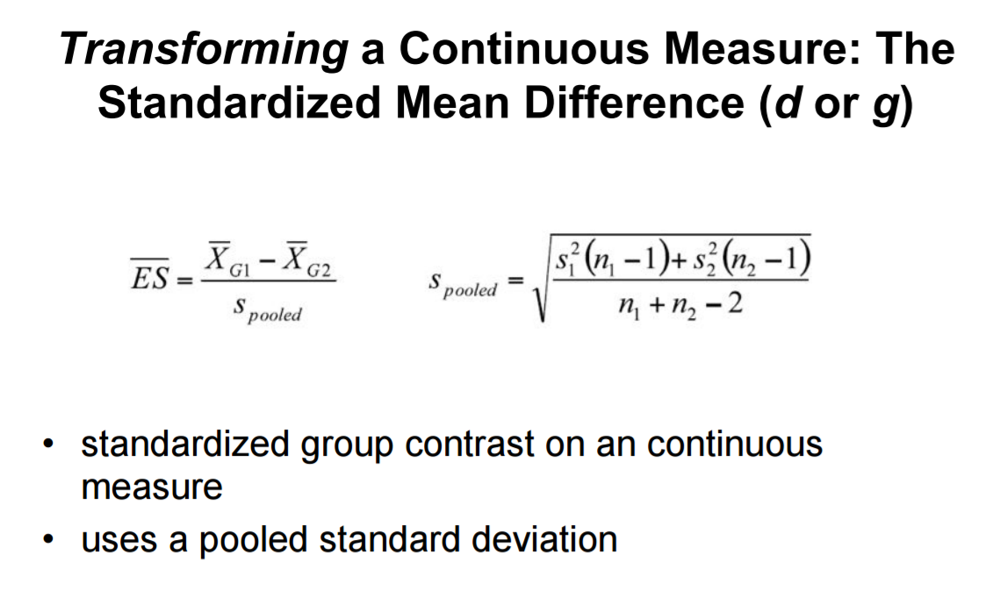 Transforming a Continuous Measure: The
Standardized Mean Difference (d or g)
$\overline{ES} = \frac{\overline{X}_{G1} - \overline{X}_{G2}}{s_{pooled}}$ $s_{pooled} = \sqrt{\frac{s_1^2(n_1 - 1) + s_2^2(n_2 - 1)}{n_1 + n_2 - 2}}$
• standardized group contrast on an continuous
measure
• uses a pooled standard deviation